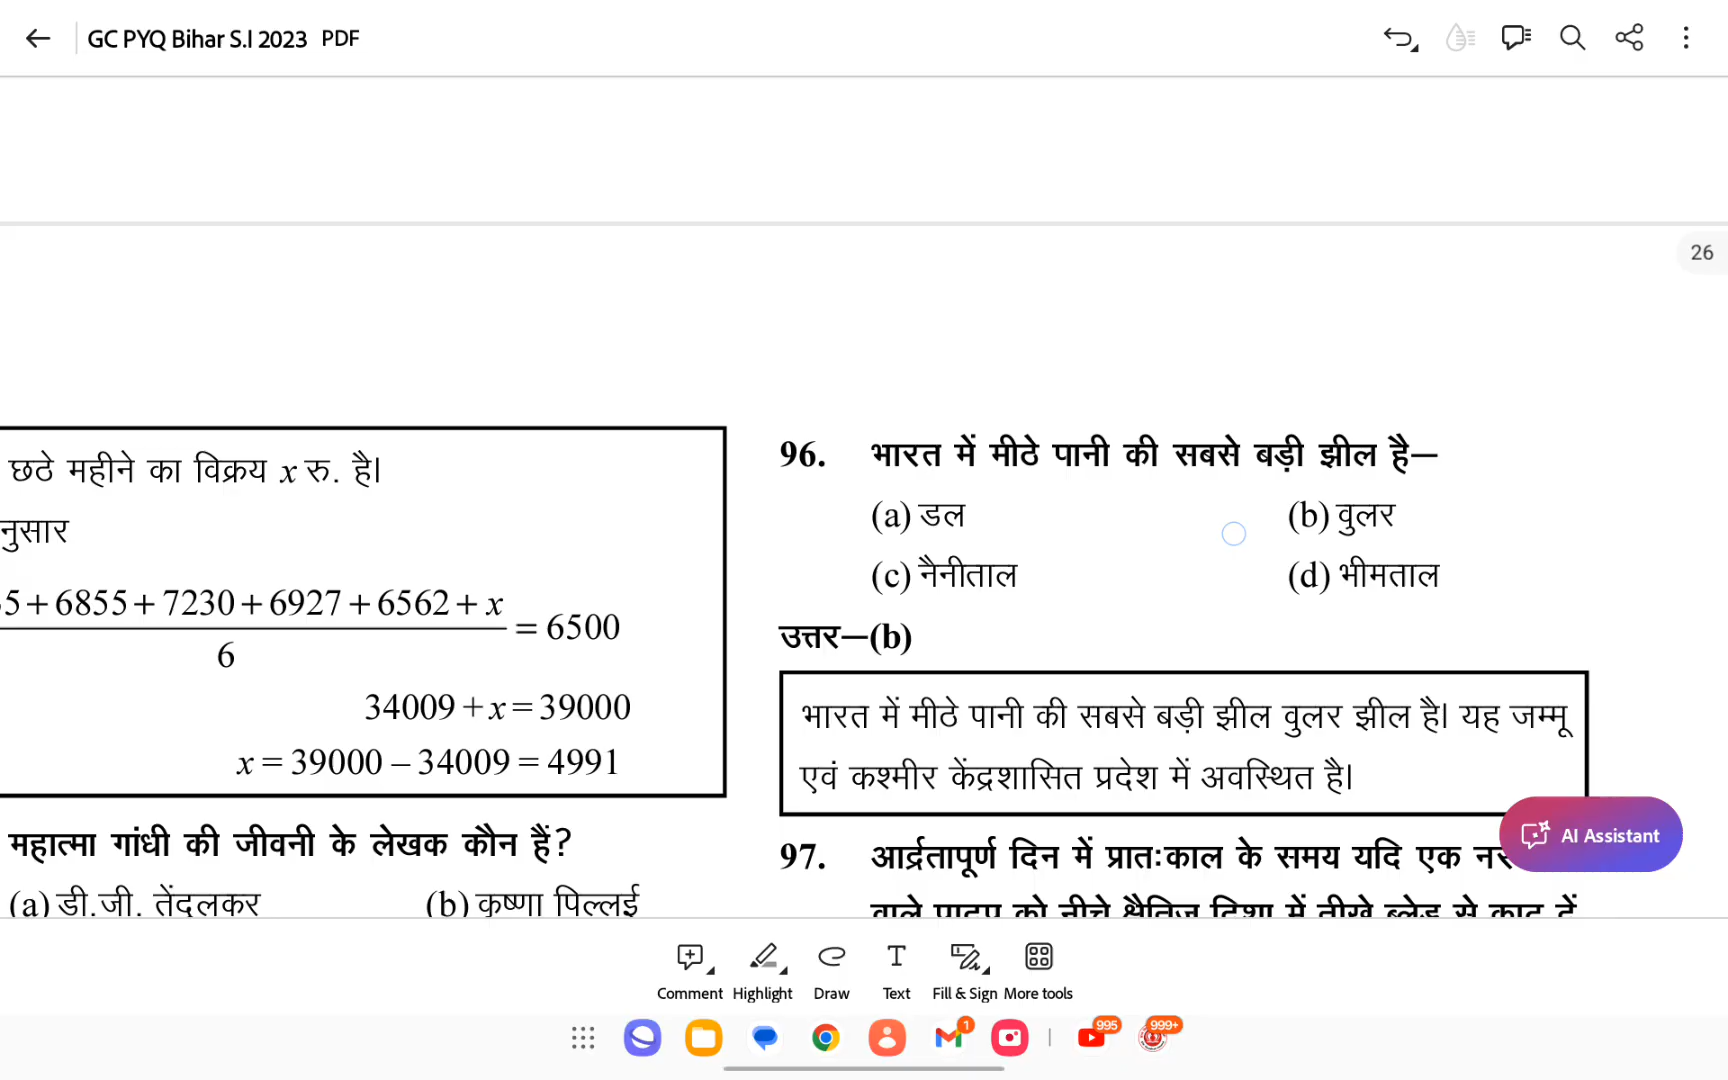 GC PYQ Bihar S.I 2023 PDF
26
छठे महीने का विक्रय x रु. है।
नुसार
5+6855+7230+6927+6562+x
6
= 6500
34009+x=39000
x = 39000 – 34009 = 4991
महात्मा गांधी की जीवनी के लेखक कौन हैं?
(a) डी.जी. तेंदुलकर (b) कृष्णा पिल्लई
96. भारत में मीठे पानी की सबसे बड़ी झील है—
(a) डल (b) वुलर
(c) नैनीताल (d) भीमताल
उत्तर—(b)
भारत में मीठे पानी की सबसे बड़ी झील वुलर झील है। यह जम्मू
एवं कश्मीर केंद्रशासित प्रदेश में अवस्थित है।
97. आर्द्रतापूर्ण दिन में प्रातःकाल के समय यदि एक
वाले पादप को नीचे क्षैतिज दिशा में तीखे ब्लेड से काट दें
AI Assistant
Comment Highlight Draw Text Fill & Sign More tools
1 995 999+